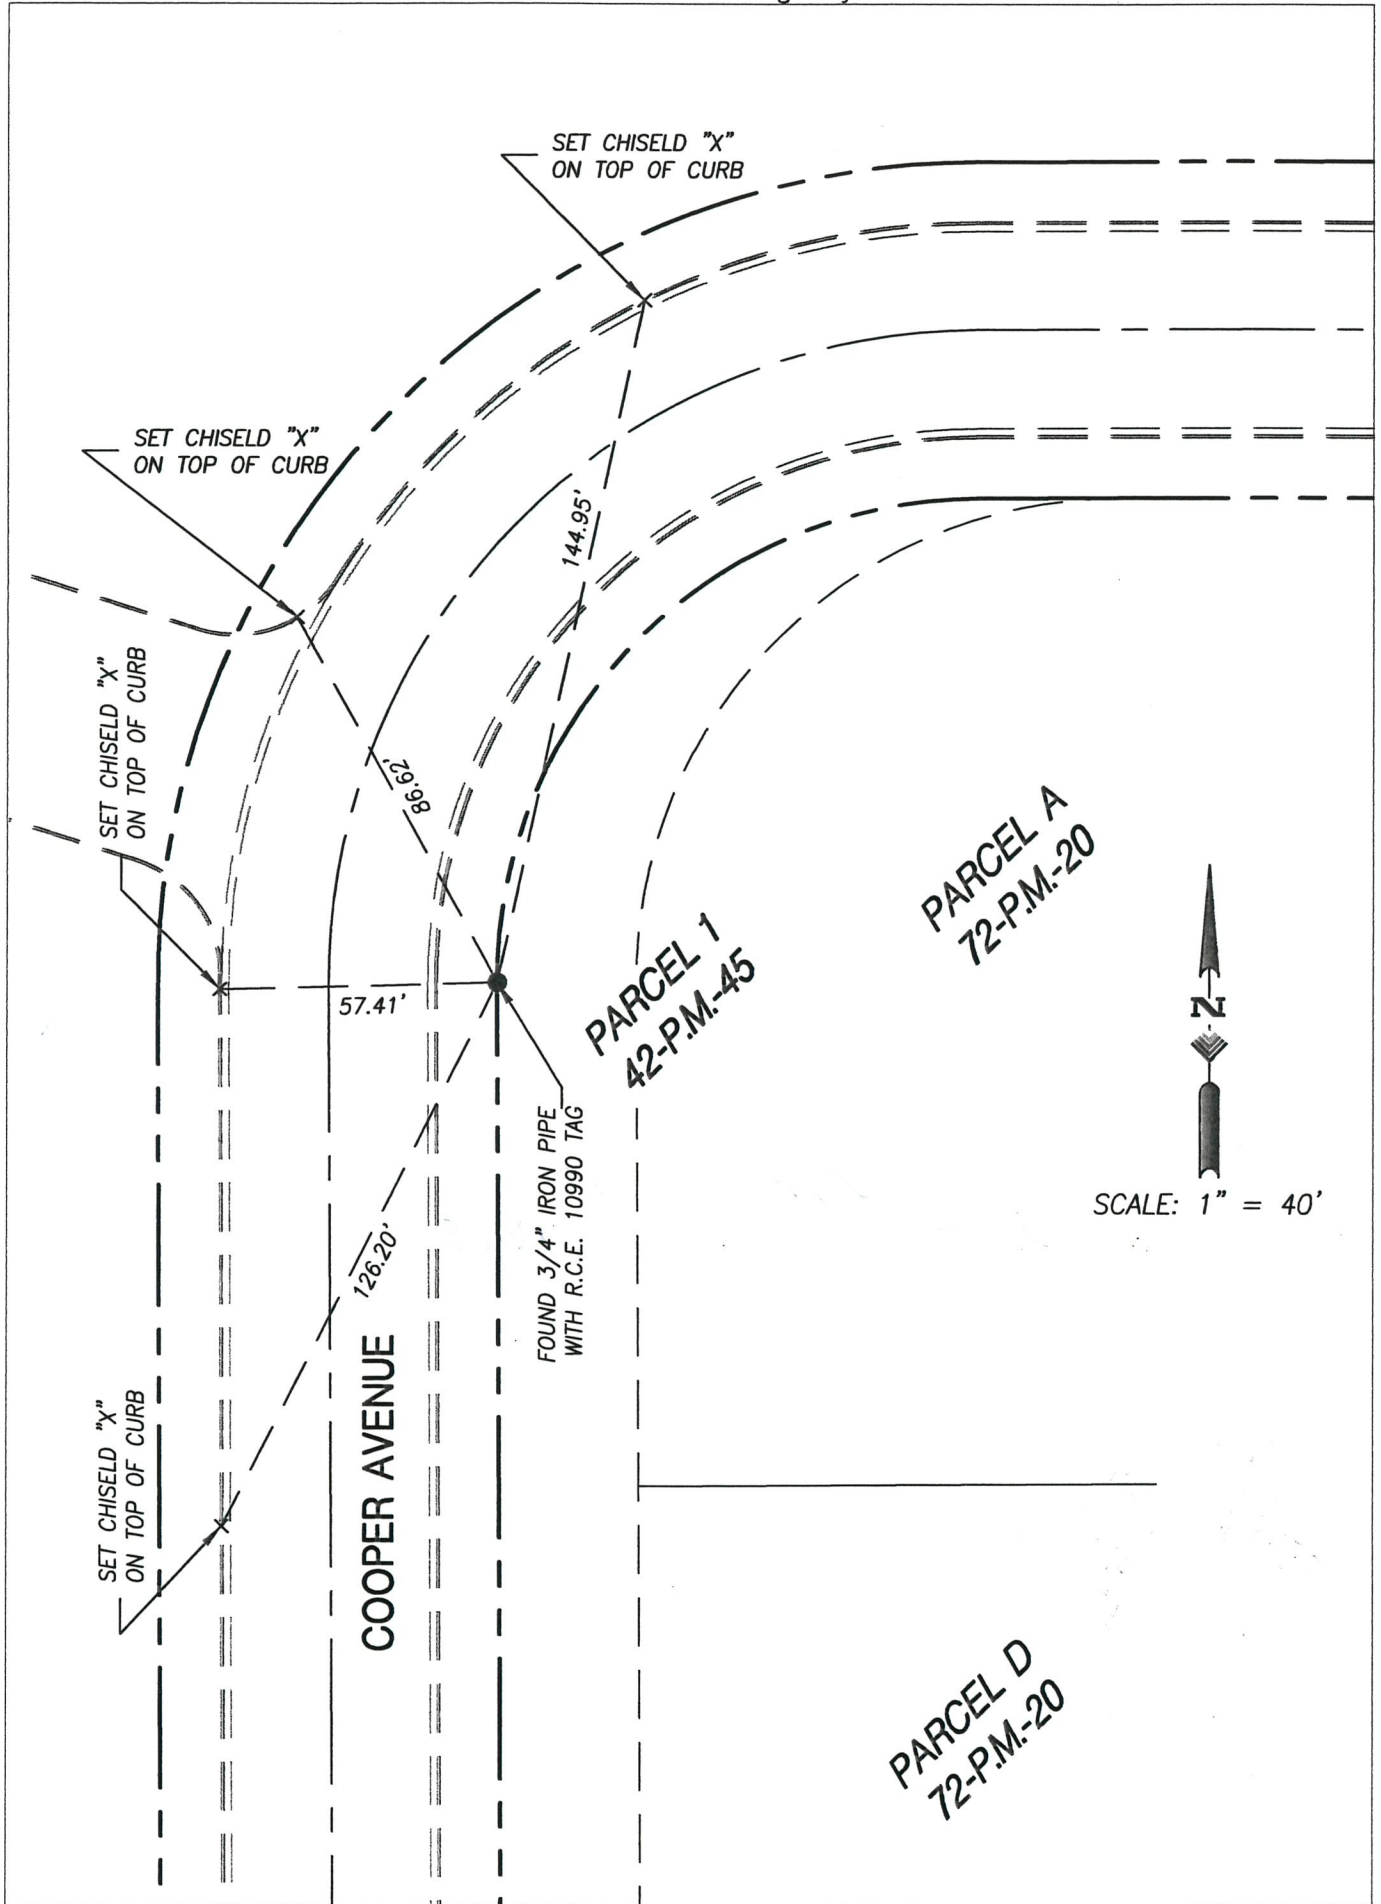 SET CHISELD "X"
ON TOP OF CURB
SET CHISELD "X"
ON TOP OF CURB
144.95'
SET CHISELD "X"
ON TOP OF CURB
86.62'
PARCEL A
72-P.M.-20
PARCEL 1
42-P.M.-45
57.41'
N
FOUND 3/4" IRON PIPE
WITH R.C.E. 10990 TAG
SCALE: 1" = 40'
126.20'
COOPER AVENUE
SET CHISELD "X"
ON TOP OF CURB
PARCEL D
72-P.M.-20